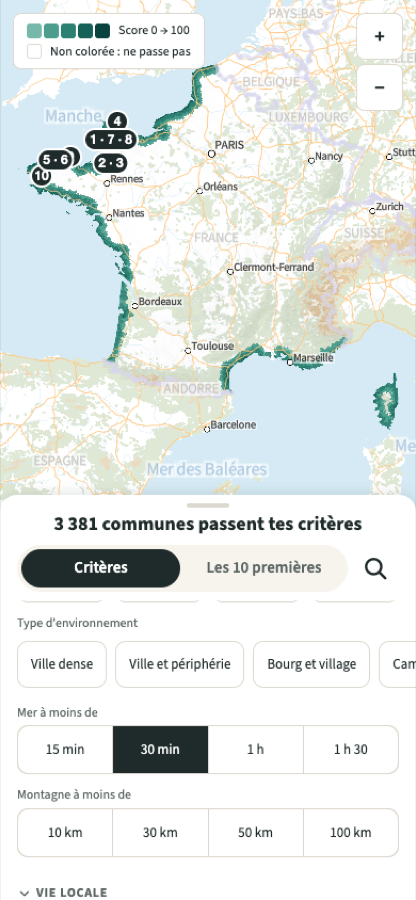 Score 0 → 100
Non colorée : ne passe pas
+
−
PAYS-BAS
BELGIQUE
LUXEMBOURG
Manche
4
1 · 7 · 8
5 · 6
2 · 3
10
PARIS
Nancy
Stutt
Rennes
Orléans
Zurich
Nantes
FRANCE
SUISSE
Clermont-Ferrand
Bordeaux
Toulouse
Marseille
ANDORRE
Barcelone
Me
ESPAGNE
Mer des Baléares
3 381 communes passent tes critères
Critères
Les 10 premières
Type d'environnement
Ville dense
Ville et périphérie
Bourg et village
Cam
Mer à moins de
15 min
30 min
1 h
1 h 30
Montagne à moins de
10 km
30 km
50 km
100 km
VIE LOCALE